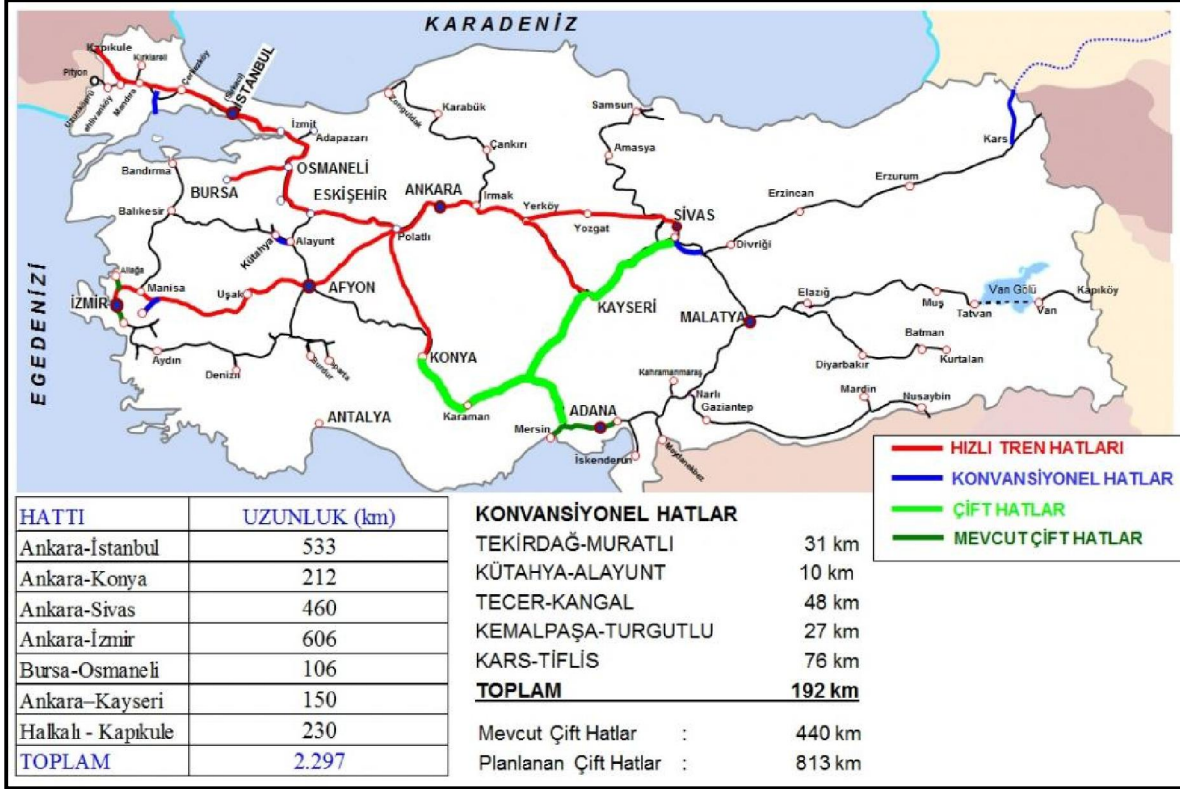 KARADENİZ
EGEDENİZİ
Kapıkule
Kırklareli
Pityon
Uzunköprü
ehlivanköy
Mandıra
Çerkezköy
İSTANBUL
İzmit
Adapazarı
Zonguldak
Karabük
Çankırı
Samsun
Amasya
Kars
Bandırma
BURSA
OSMANELİ
ESKİŞEHİR
ANKARA
Irmak
Yerköy
Yozgat
SİVAS
Erzincan
Erzurum
Divriği
Balıkesir
Kütahya
Alayunt
Polatlı
Aliağa
Manisa
İZMİR
Uşak
AFYON
KAYSERİ
MALATYA
Elazığ
Muş
Tatvan
Van Gölü
Van
Kapıköy
Batman
Kurtalan
Diyarbakır
Aydın
Denizli
Burdur
Isparta
KONYA
Karaman
ANTALYA
Mersin
ADANA
Kahramanmaraş
Narlı
Gaziantep
Mardin
Nusaybin
İskenderun
Meydanekbez
HIZLI TREN HATLARI
KONVANSİYONEL HATLAR
ÇİFT HATLAR
MEVCUT ÇİFT HATLAR
HATTI UZUNLUK (km)
Ankara-İstanbul 533
Ankara-Konya 212
Ankara-Sivas 460
Ankara-İzmir 606
Bursa-Osmaneli 106
Ankara–Kayseri 150
Halkalı - Kapıkule 230
TOPLAM 2.297
KONVANSİYONEL HATLAR
TEKİRDAĞ-MURATLI 31 km
KÜTAHYA-ALAYUNT 10 km
TECER-KANGAL 48 km
KEMALPAŞA-TURGUTLU 27 km
KARS-TİFLİS 76 km
TOPLAM 192 km
Mevcut Çift Hatlar : 440 km
Planlanan Çift Hatlar : 813 km